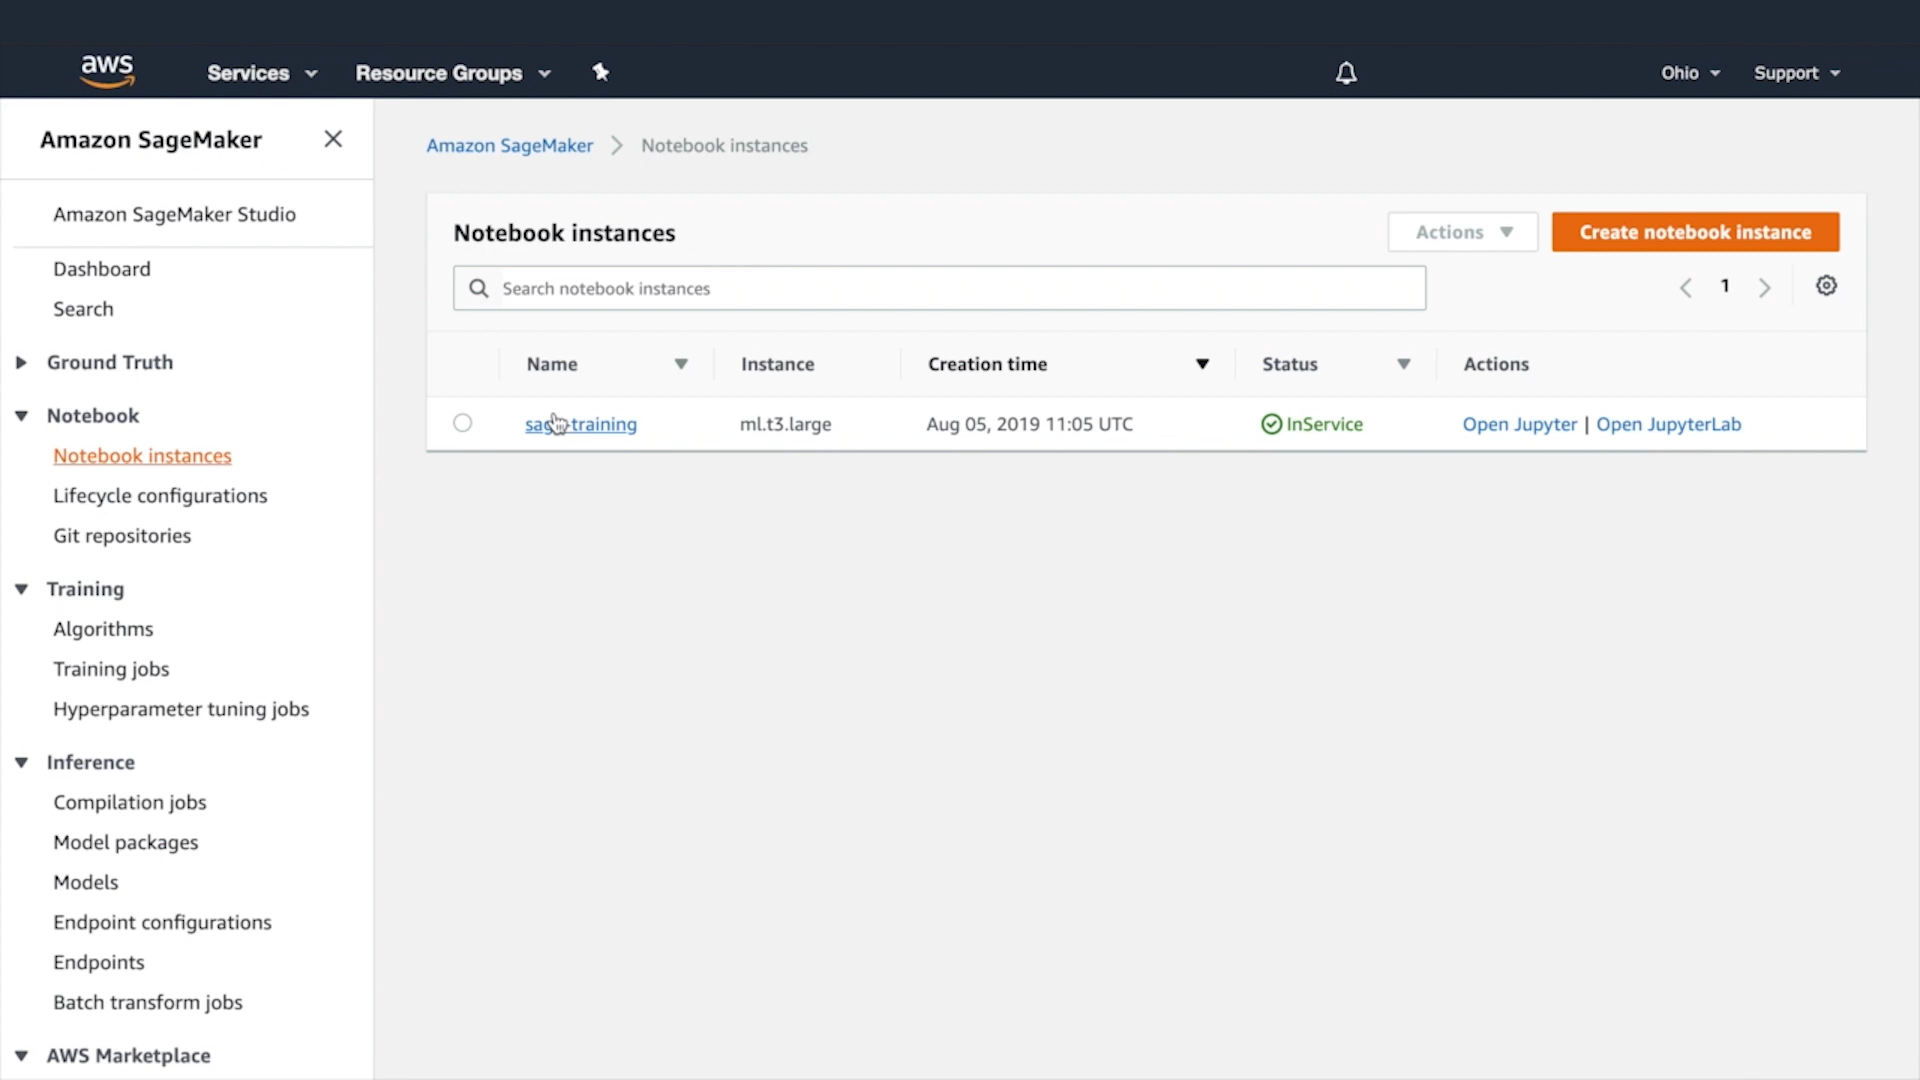 aws
Services
Resource Groups
Ohio
Support
Amazon SageMaker
Amazon SageMaker Studio
Dashboard
Search
Ground Truth
Notebook
Notebook instances
Lifecycle configurations
Git repositories
Training
Algorithms
Training jobs
Hyperparameter tuning jobs
Inference
Compilation jobs
Model packages
Models
Endpoint configurations
Endpoints
Batch transform jobs
AWS Marketplace
Amazon SageMaker Notebook instances
Notebook instances
Actions
Create notebook instance
Search notebook instances
1
Name Instance Creation time Status Actions
training ml.t3.large Aug 05, 2019 11:05 UTC InService Open Jupyter | Open JupyterLab